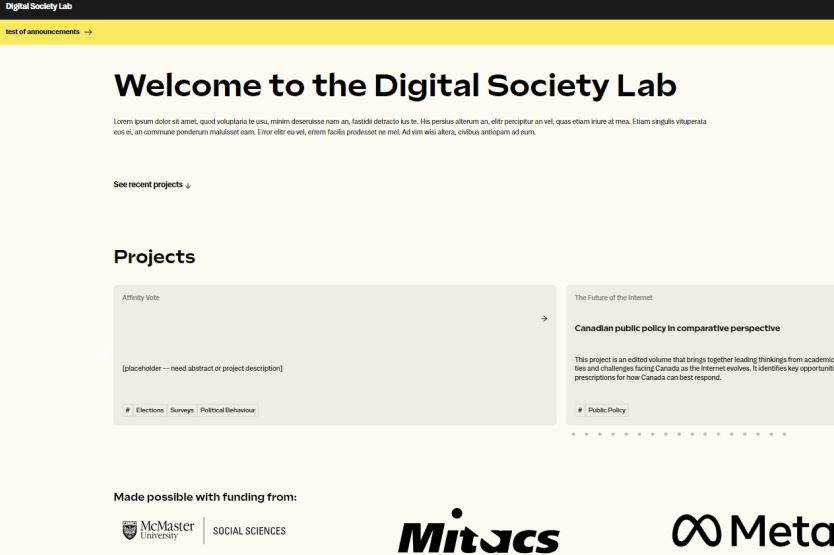 Digital Society Lab
test of announcements →
Welcome to the Digital Society Lab
Lorem ipsum dolor sit amet, quod voluptaria te usu, minim deseruisse nam an, fastidii detracto ius te. His persius alterum an, elitr percipitur an vel, quas etiam iriure at mea. Etiam singulis vituperata
eos ei, an commune ponderum maluisset eam. Error elitr eu vel, errem facilis prodesset ne mel. Ad vim wisi altera, civibus antiopam ad eum.
See recent projects ↓
Projects
Affinity Vote
→
[placeholder -- need abstract or project description]
# Elections Surveys Political Behaviour
The Future of the Internet
Canadian public policy in comparative perspective
This project is an edited volume that brings together leading thinkings from academic
ties and challenges facing Canada as the Internet evolves. It identifies key opportuniti
prescriptions for how Canada can best respond.
# Public Policy
Made possible with funding from:
McMaster
University
SOCIAL SCIENCES
Mitacs
Meta